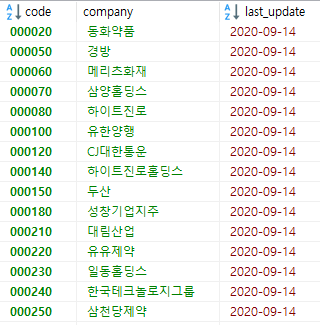 code company last_update
000020 동화약품 2020-09-14
000050 경방 2020-09-14
000060 메리츠화재 2020-09-14
000070 삼양홀딩스 2020-09-14
000080 하이트진로 2020-09-14
000100 유한양행 2020-09-14
000120 CJ대한통운 2020-09-14
000140 하이트진로홀딩스 2020-09-14
000150 두산 2020-09-14
000180 성창기업지주 2020-09-14
000210 대림산업 2020-09-14
000220 유유제약 2020-09-14
000230 일동홀딩스 2020-09-14
000240 한국테크놀로지그룹 2020-09-14
000250 삼천당제약 2020-09-14